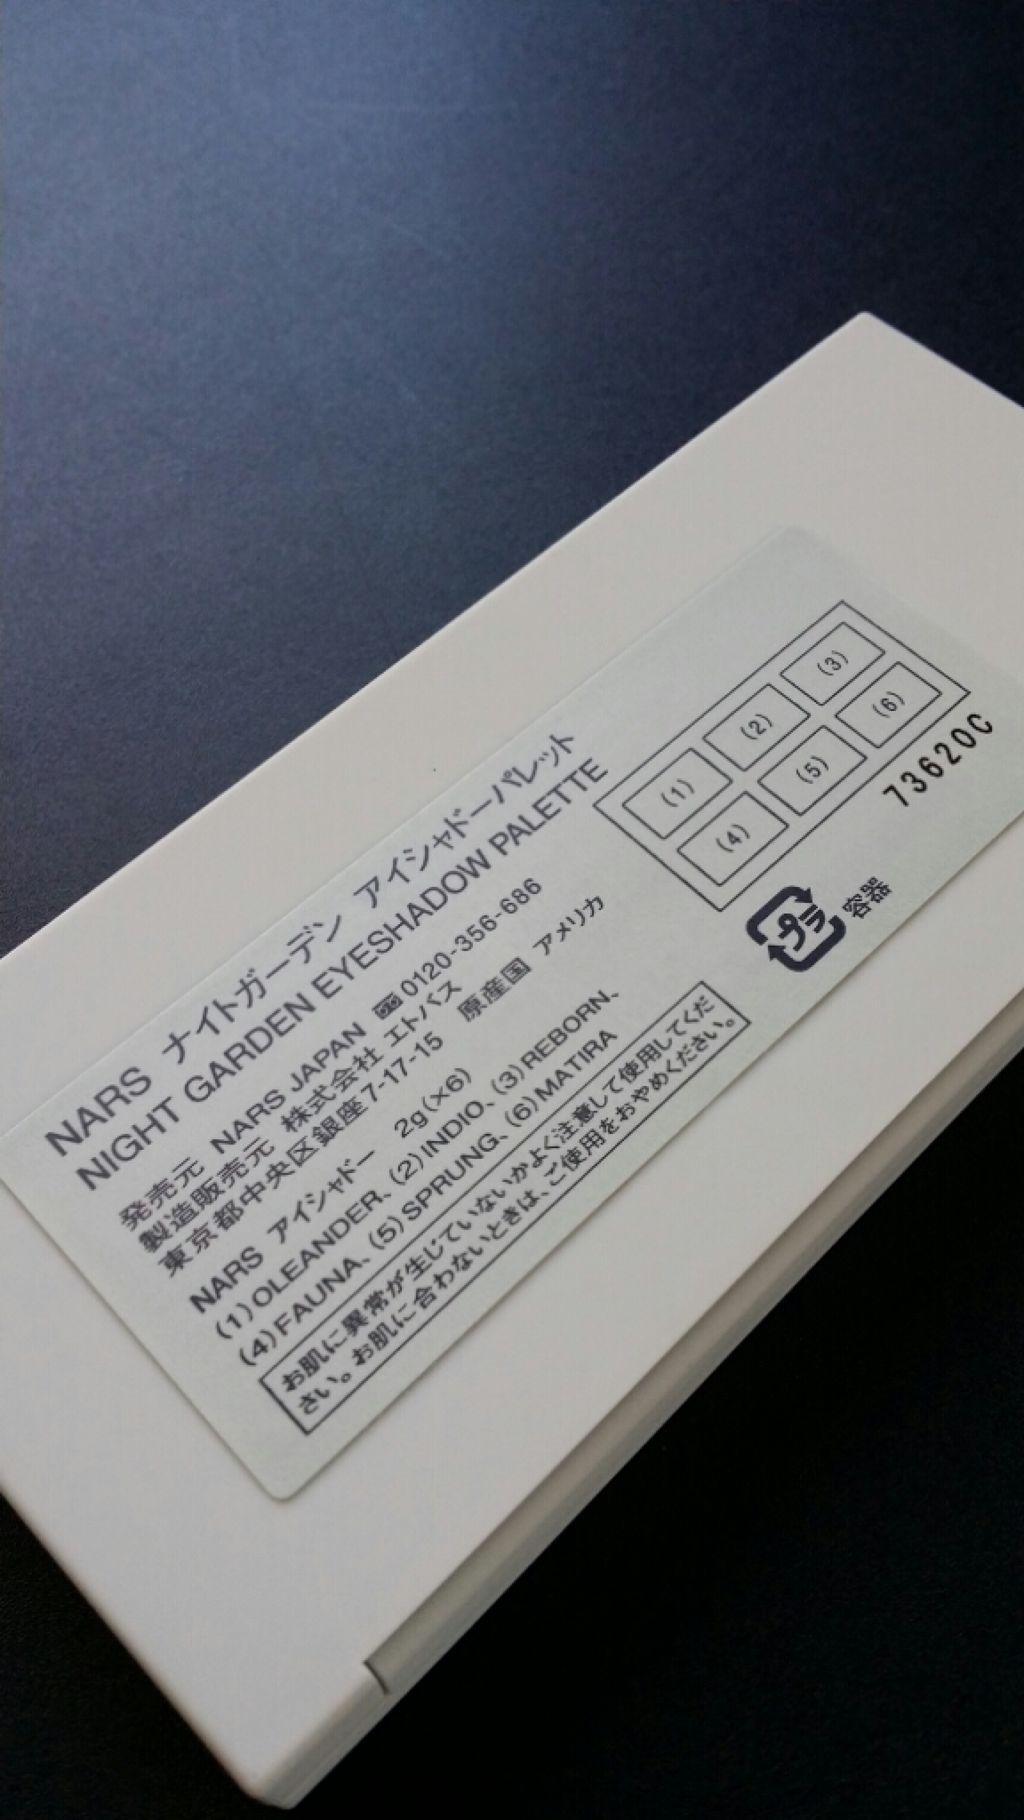 NARS ナイトガーデン アイシャドーパレット
NIGHT GARDEN EYESHADOW PALETTE
発売元 NARS JAPAN 0120-356-686
製造販売元 株式会社 エトバス
東京都中央区銀座7-17-15 原産国 アメリカ
NARS アイシャドー 2g(×6)
(1)OLEANDER、(2)INDIO、(3)REBORN、
(4)FAUNA、(5)SPRUNG、(6)MATIRA
お肌に異常が生じていないかよく注意して使用してくだ
さい。お肌に合わないときは、ご使用をおやめください。
(1) (2) (3)
(4) (5) (6)
73620C
プラ 容器